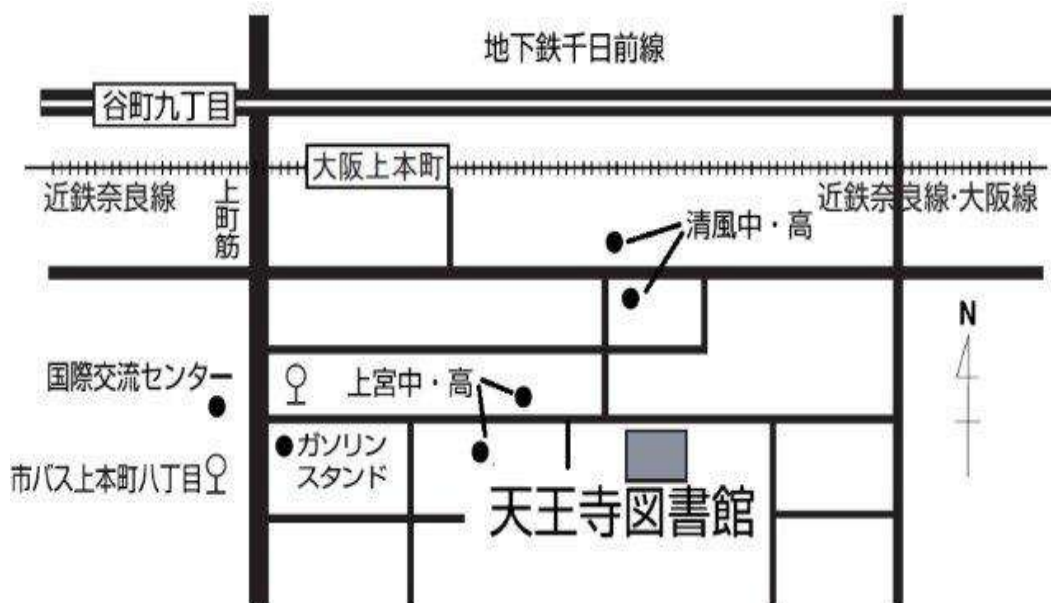 地下鉄千日前線
谷町九丁目
大阪上本町
近鉄奈良線
上町筋
近鉄奈良線・大阪線
清風中・高
N
国際交流センター
上宮中・高
ガソリン
スタンド
市バス上本町八丁目
天王寺図書館